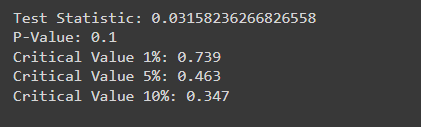 Test Statistic: 0.03158236266826558
P-Value: 0.1
Critical Value 1%: 0.739
Critical Value 5%: 0.463
Critical Value 10%: 0.347